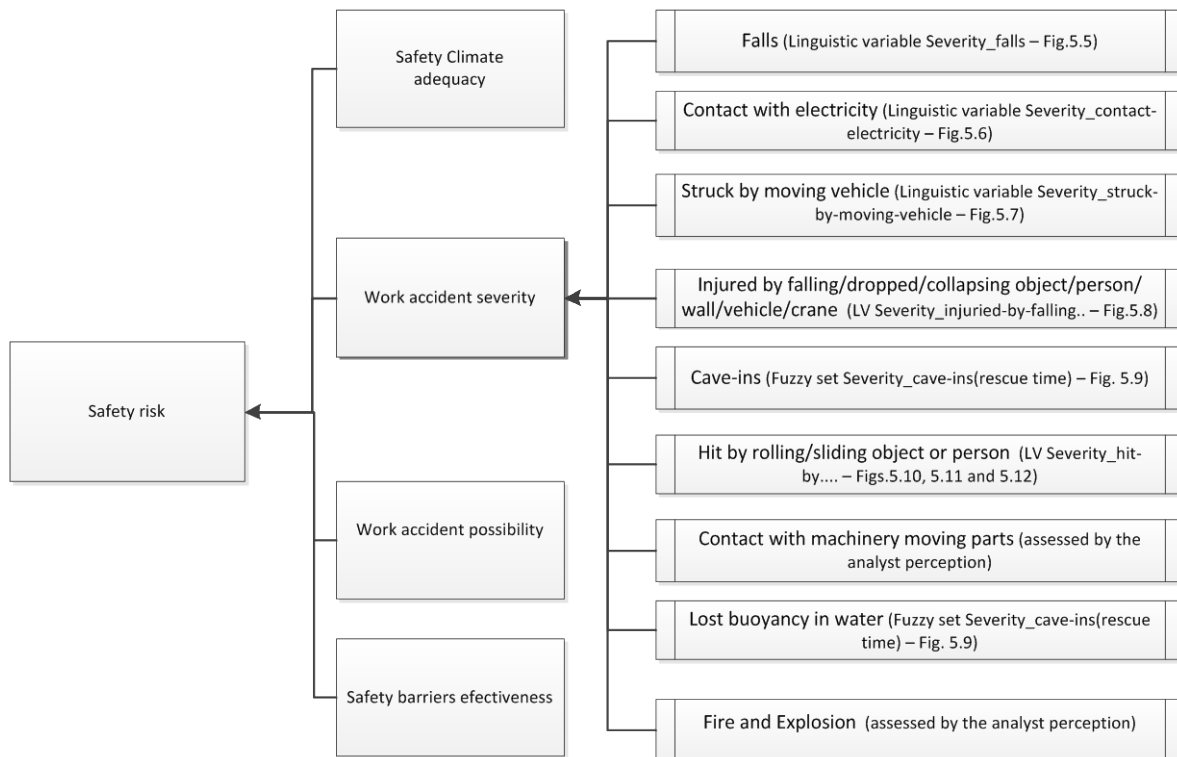 Safety Climate
adequacy
Work accident severity
Safety risk
Work accident possibility
Safety barriers efectiveness
Falls (Linguistic variable Severity_falls – Fig.5.5)
Contact with electricity (Linguistic variable Severity_contact-
electricity – Fig.5.6)
Struck by moving vehicle (Linguistic variable Severity_struck-
by-moving-vehicle – Fig.5.7)
Injured by falling/dropped/collapsing object/person/
wall/vehicle/crane (LV Severity_injuried-by-falling.. – Fig.5.8)
Cave-ins (Fuzzy set Severity_cave-ins(rescue time) – Fig. 5.9)
Hit by rolling/sliding object or person (LV Severity_hit-
by.... – Figs.5.10, 5.11 and 5.12)
Contact with machinery moving parts (assessed by the
analyst perception)
Lost buoyancy in water (Fuzzy set Severity_cave-ins(rescue
time) – Fig. 5.9)
Fire and Explosion (assessed by the analyst perception)